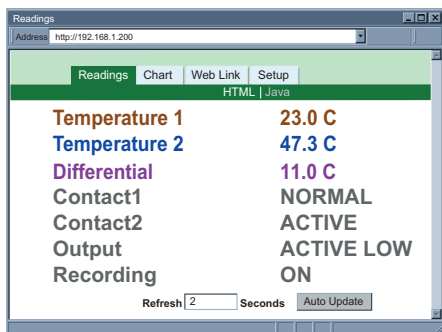 Readings
Address http://192.168.1.200
Readings Chart Web Link Setup
HTML | Java
Temperature 1 23.0 C
Temperature 2 47.3 C
Differential 11.0 C
Contact1 NORMAL
Contact2 ACTIVE
Output ACTIVE LOW
Recording ON
Refresh 2 Seconds Auto Update